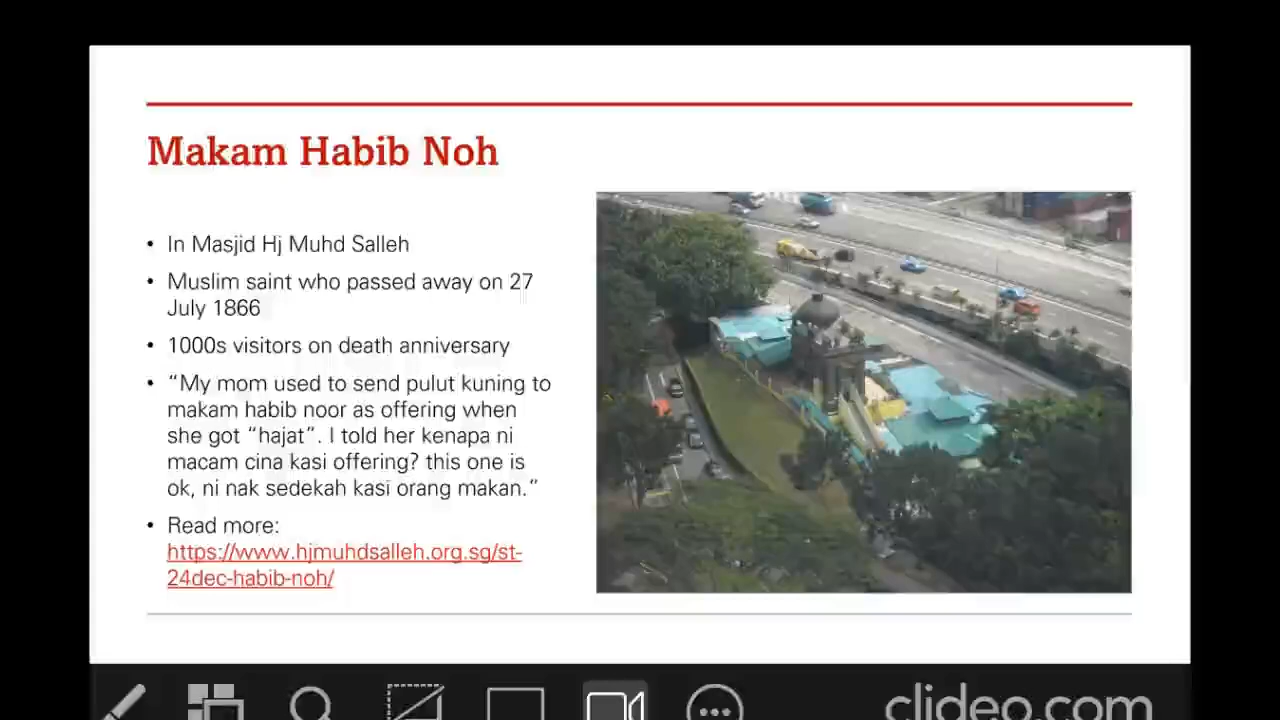 Makam Habib Noh
• In Masjid Hj Muhd Salleh
• Muslim saint who passed away on 27
July 1866
• 1000s visitors on death anniversary
• “My mom used to send pulut kuning to
makam habib noor as offering when
she got “hajat”. I told her kenapa ni
macam cina kasi offering? this one is
ok, ni nak sedekah kasi orang makan.”
• Read more:
https://www.hjmuhdsalleh.org.sg/st-
24dec-habib-noh/
clideo.com